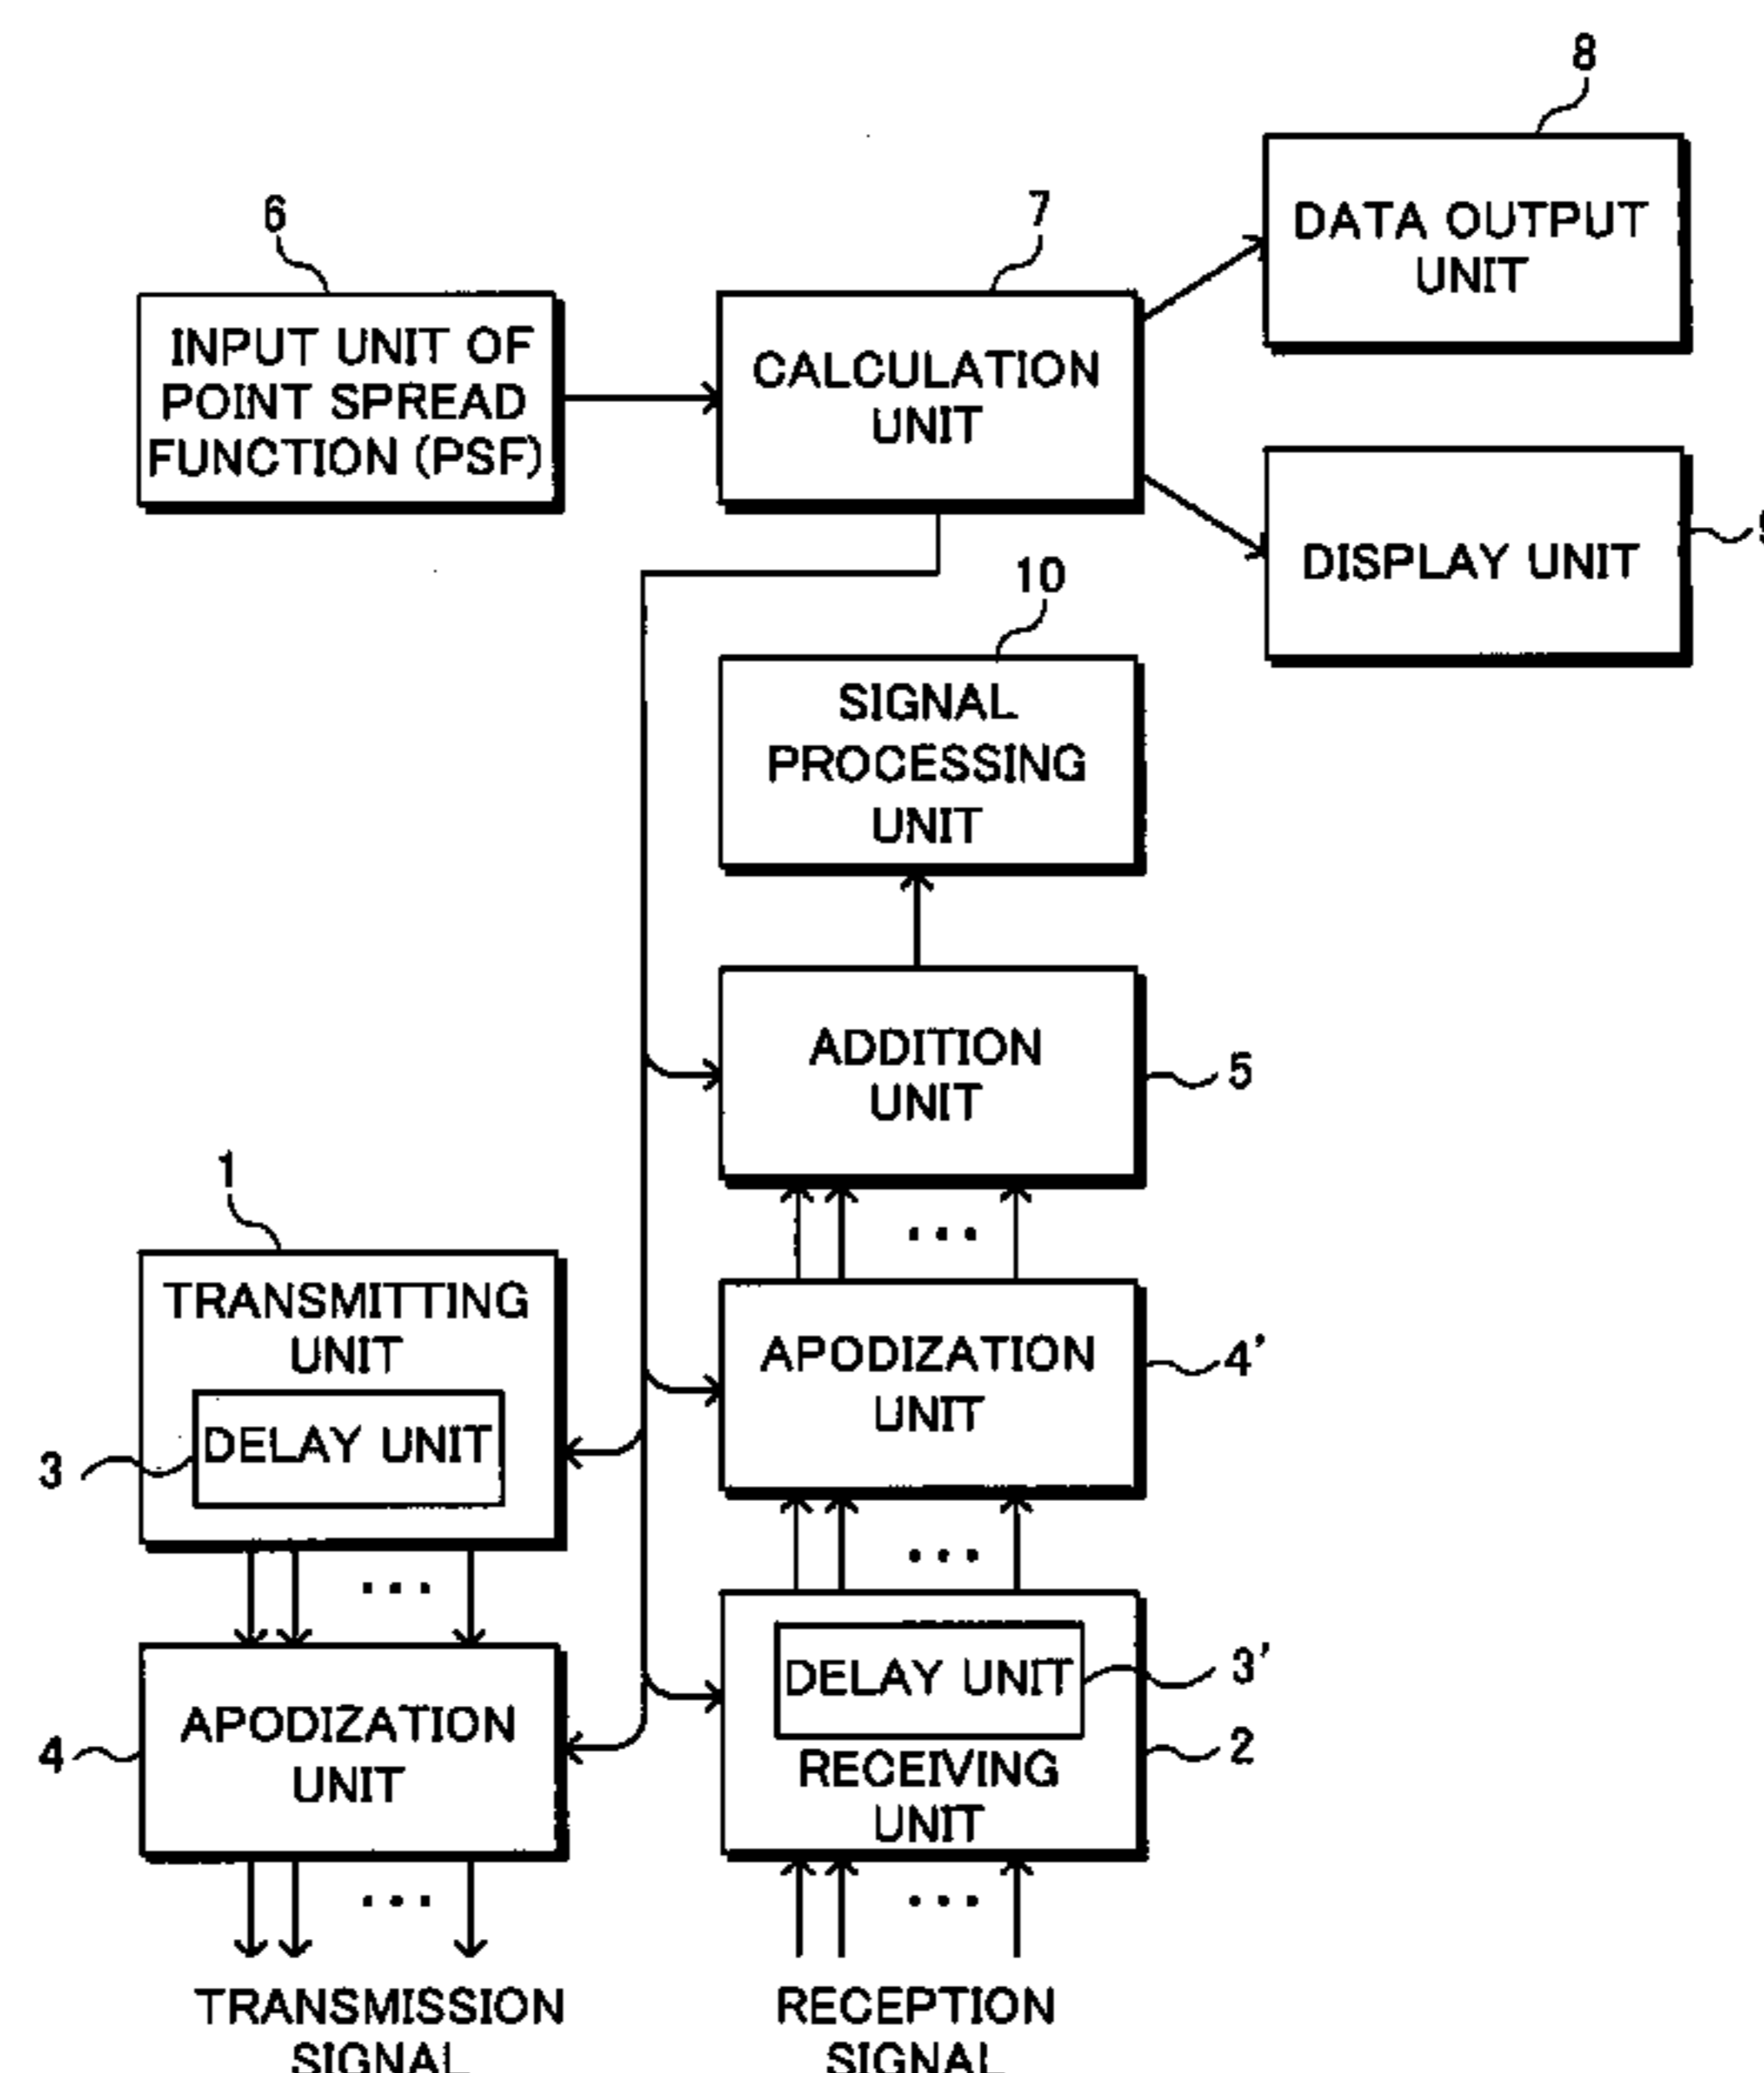 8
6
7
DATA OUTPUT
UNIT
INPUT UNIT OF
POINT SPREAD
FUNCTION (PSF)
CALCULATION
UNIT
DISPLAY UNIT
10
SIGNAL
PROCESSING
UNIT
ADDITION
UNIT
5
1
TRANSMITTING
UNIT
DELAY UNIT
3
APODIZATION
UNIT
4'
DELAY UNIT
3'
RECEIVING
UNIT
2
APODIZATION
UNIT
4
TRANSMISSION
SIGNAL
RECEPTION
SIGNAL